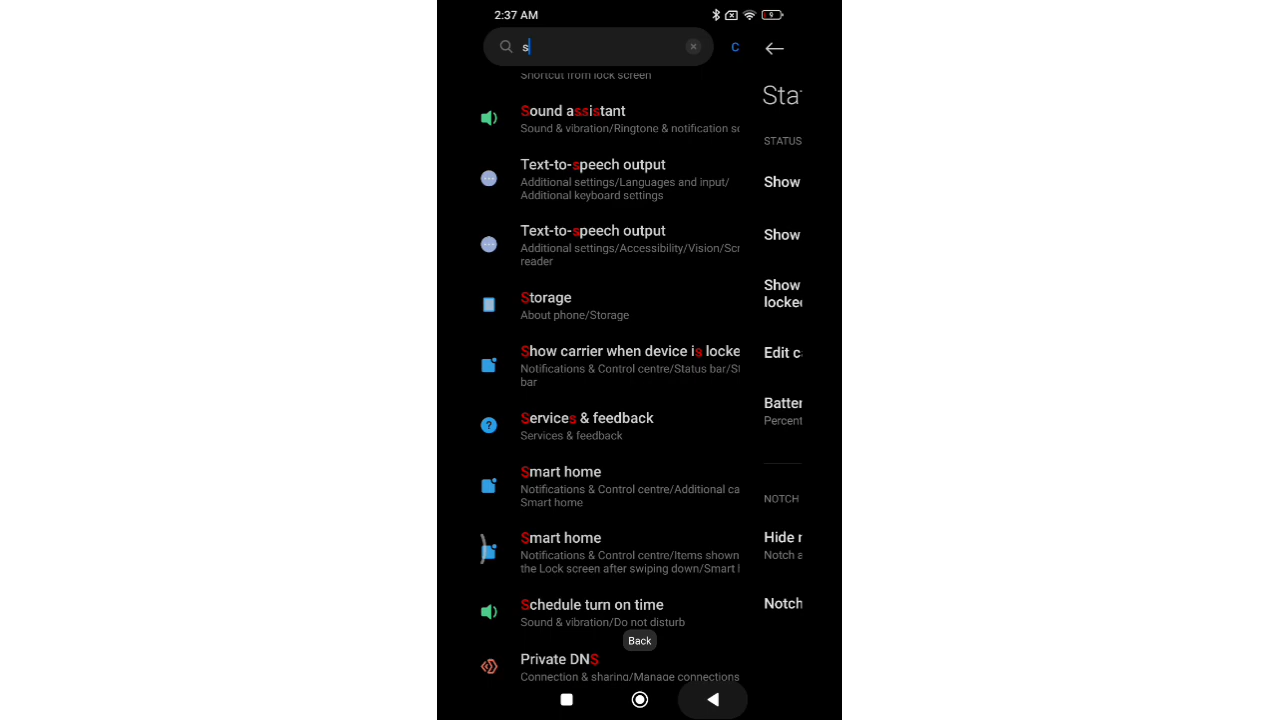 2:37 AM
9
s
C
Shortcut from lock screen
Sound assistant
Sound & vibration/Ringtone & notification so
Text-to-speech output
Additional settings/Languages and input/
Additional keyboard settings
Text-to-speech output
Additional settings/Accessibility/Vision/Scr
reader
Storage
About phone/Storage
Show carrier when device is locke
Notifications & Control centre/Status bar/St
bar
Services & feedback
Services & feedback
Smart home
Notifications & Control centre/Additional ca
Smart home
Smart home
Notifications & Control centre/Items shown
the Lock screen after swiping down/Smart
Schedule turn on time
Sound & vibration/Do not disturb
Private DNS
Connection & sharing/Manage connections
Back
Stat
STATUS
Show
Show
Show
locked
Edit c
Batter
Percent
NOTCH
Hide
Notch a
Notch